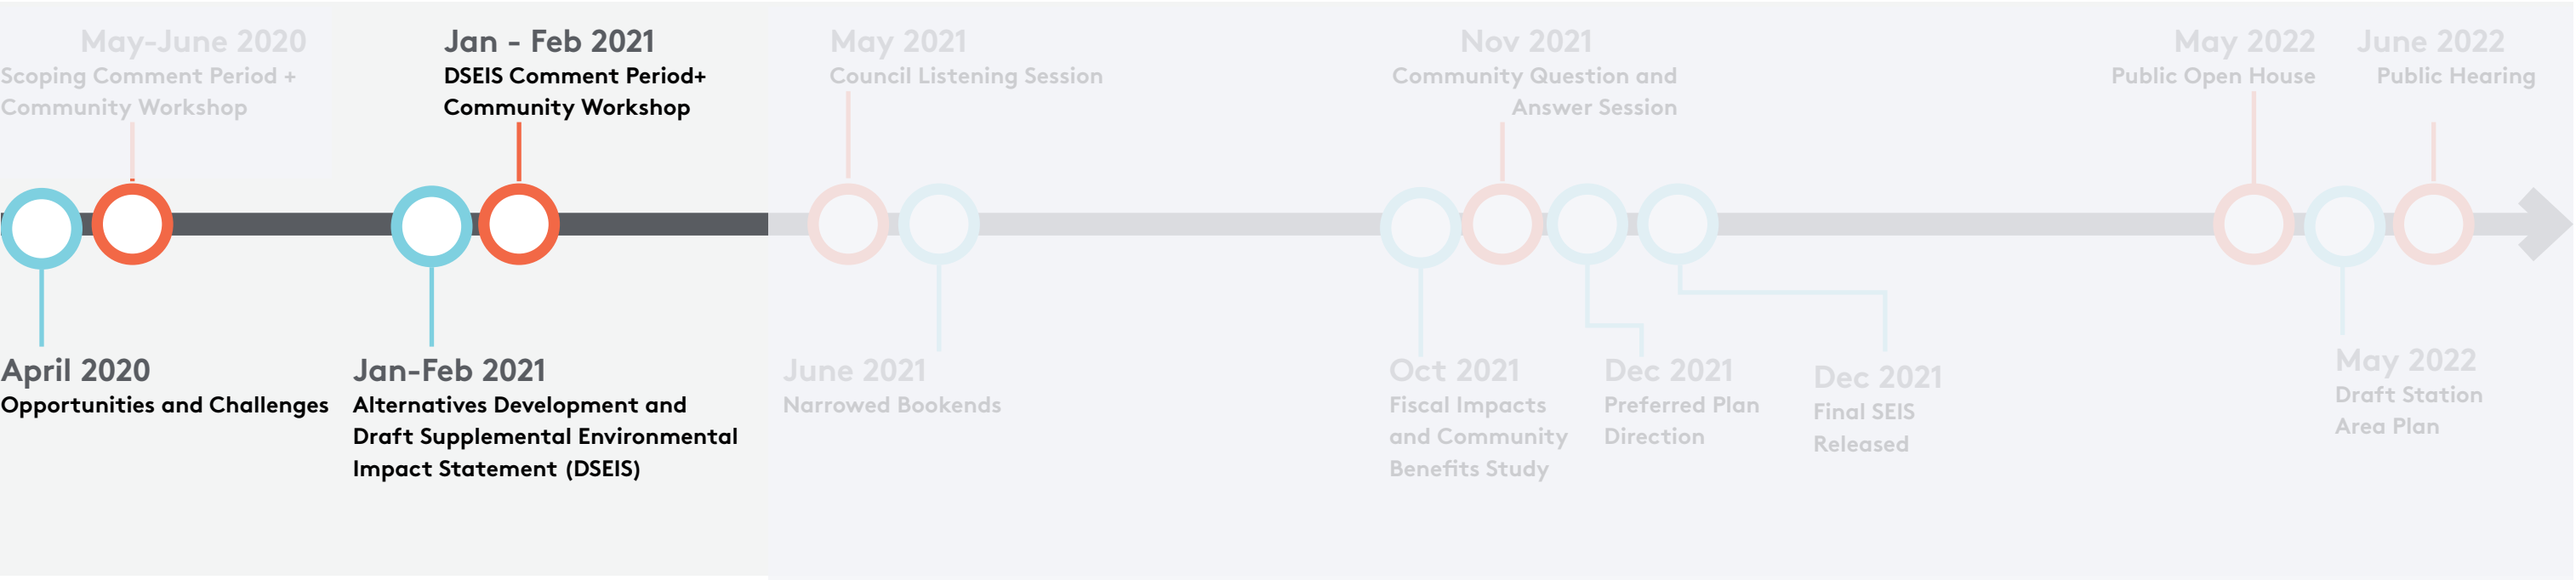 May-June 2020
Scoping Comment Period +
Community Workshop
Jan - Feb 2021
DSEIS Comment Period+
Community Workshop
May 2021
Council Listening Session
Nov 2021
Community Question and
Answer Session
May 2022
Public Open House
June 2022
Public Hearing
April 2020
Opportunities and Challenges
Jan-Feb 2021
Alternatives Development and
Draft Supplemental Environmental
Impact Statement (DSEIS)
June 2021
Narrowed Bookends
Oct 2021
Fiscal Impacts
and Community
Benefits Study
Dec 2021
Preferred Plan
Direction
Dec 2021
Final SEIS
Released
May 2022
Draft Station
Area Plan